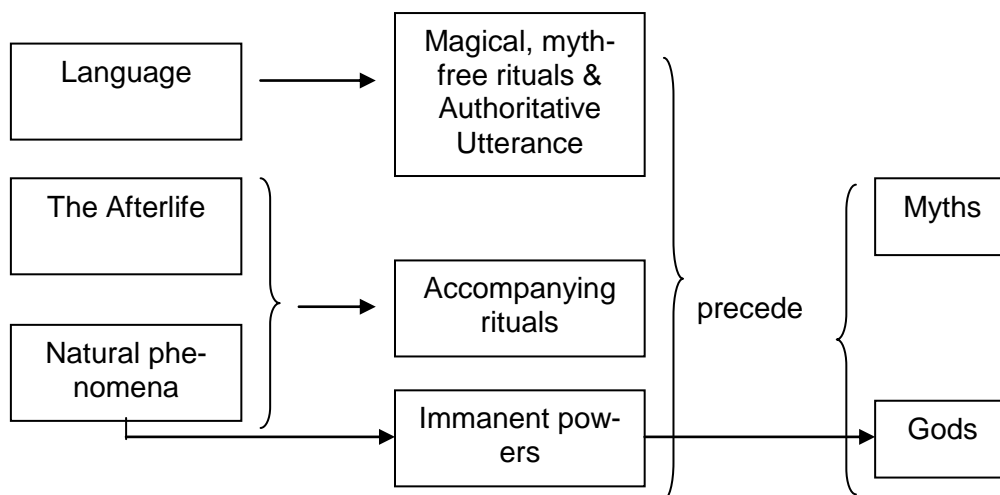 Language
Magical, myth-
free rituals &
Authoritative
Utterance
The Afterlife
Myths
Accompanying
rituals
precede
Natural phe-
nomena
Immanent pow-
ers
Gods